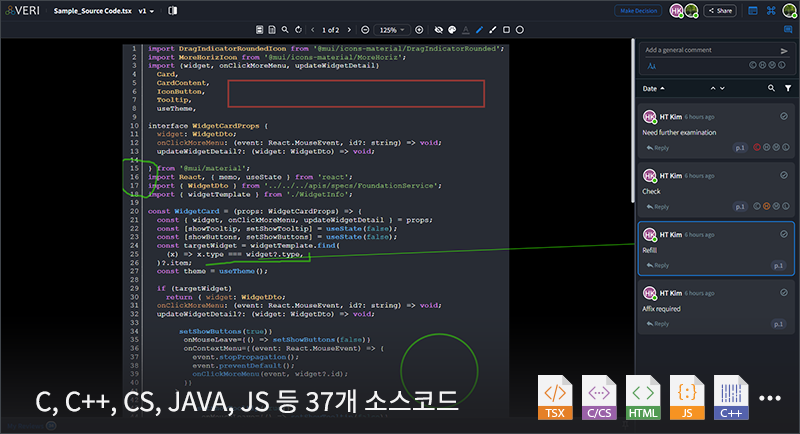 VERI
Sample_Source Code.tsx v1
Make Decision
HK
Share
1 of 2
125%
1 import DragIndicatorRoundedIcon from '@mui/icons-material/DragIndicatorRounded';
2 import MoreHorizIcon from '@mui/icons-material/MoreHoriz';
3 import (widget, onClickMoreMenu, updateWidgetDetail)
4 Card,
5 CardContent,
6 IconButton,
7 Tooltip,
8 useTheme,
9
10 interface WidgetCardProps {
11 widget: WidgetDto;
12 onClickMoreMenu: (event: React.MouseEvent, id?: string) => void;
13 updateWidgetDetail?: (widget: WidgetDto) => void;
14
15 } from '@mui/material';
16 import React, { memo, useState } from 'react';
17 import { WidgetDto } from '../../../apis/specs/FoundationService';
18 import { widgetTemplate } from './WidgetInfo';
19
20 const WidgetCard = (props: WidgetCardProps) => {
21 const { widget, onClickMoreMenu, updateWidgetDetail } = props;
22 const [showTooltip, setShowTooltip] = useState(false);
23 const [showButtons, setShowButtons] = useState(false);
24 const targetWidget = widgetTemplate.find(
25 (x) => x.type === widget?.type,
26 )?.item;
27 const theme = useTheme();
28
29 if (targetWidget)
30 return { widget: WidgetDto;
31 onClickMoreMenu: (event: React.MouseEvent, id?: string) => void;
32 updateWidgetDetail?: (widget: WidgetDto) => void;
33
34 setShowButtons(true))
35 onMouseLeave=(() => setShowButtons(false))
36 onContextMenu=((event: React.MouseEvent) => {
37 event.stopPropagation();
38 event.preventDefault();
39 onClickMoreMenu(event, widget?.id);
40 ))
Add a general comment
C H M L
Date
HK HT Kim 6 hours ago
Need further examination
Reply p.1 C H M L
HK HT Kim 6 hours ago
Check
Reply p.1 C H M L
HK HT Kim 6 hours ago
Refill
Reply p.1
HK HT Kim 6 hours ago
Affix required
Reply p.1
C, C++, CS, JAVA, JS 등 37개 소스코드
TSX C/CS HTML JS C++